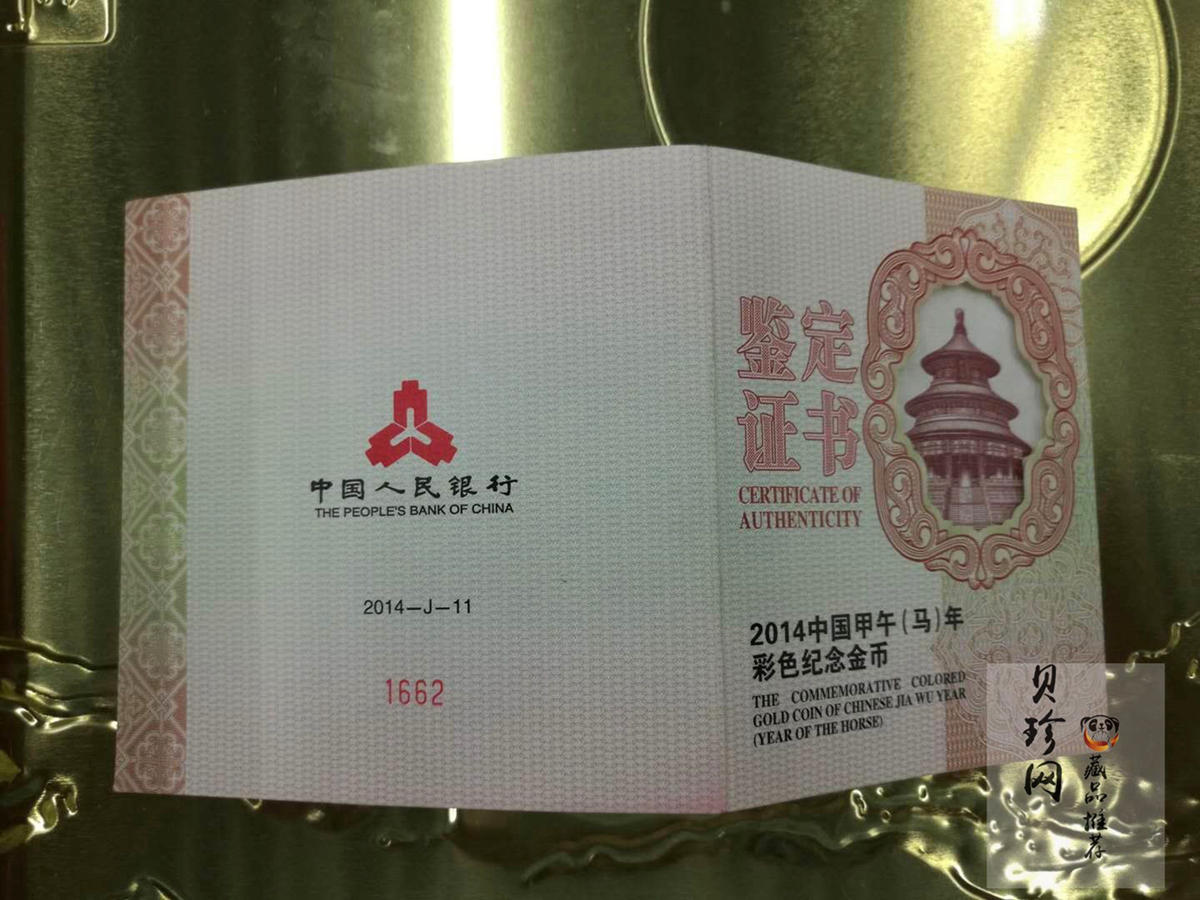 中国人民银行
THE PEOPLE'S BANK OF CHINA
2014－J－11
1662
鉴定
证书
CERTIFICATE OF
AUTHENTICITY
2014中国甲午(马)年
彩色纪念金币
THE COMMEMORATIVE COLORED
GOLD COIN OF CHINESE JIA WU YEAR
(YEAR OF THE HORSE)
贝珍网
藏品推荐